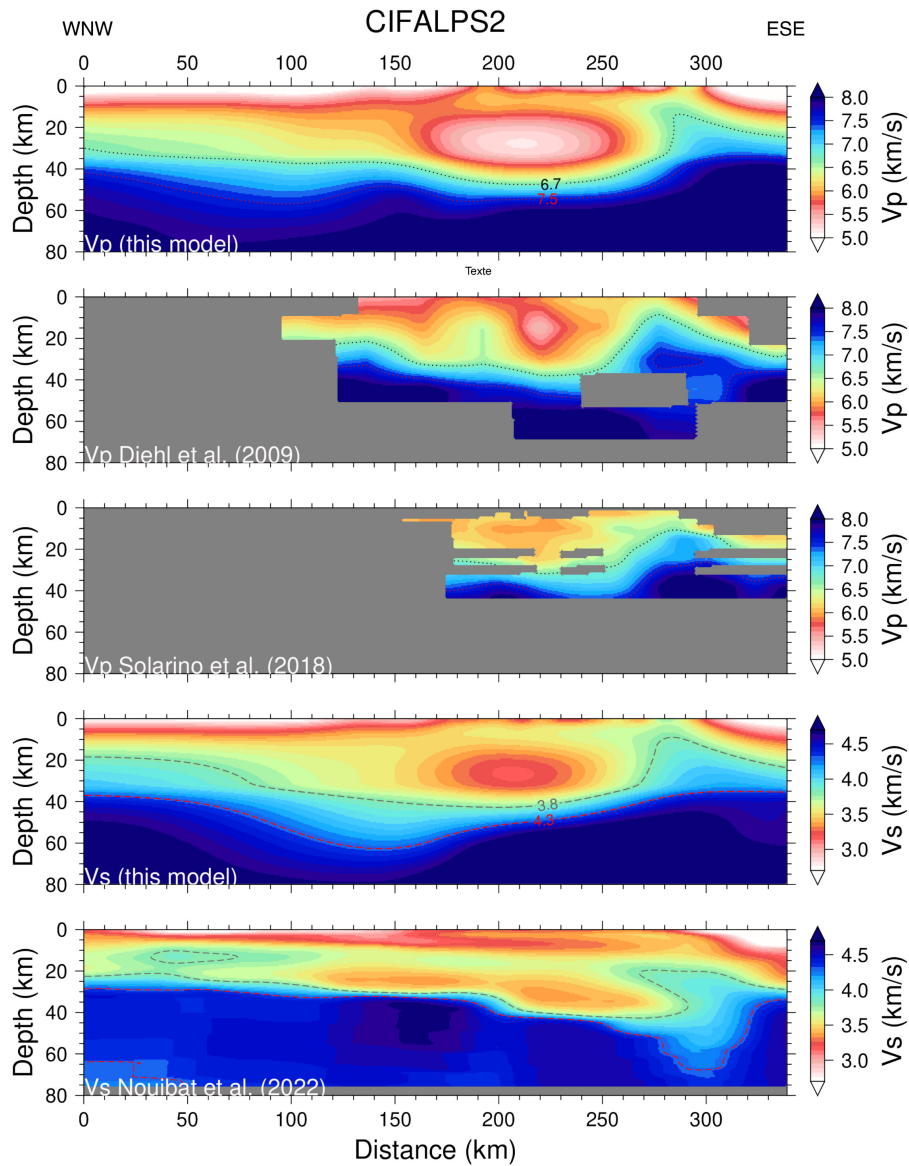 CIFALPS2
WNW ESE
0 50 100 150 200 250 300
0
20
40
60
80
Depth (km)
6.7
7.5
Vp (this model)
8.0
7.5
7.0
6.5
6.0
5.5
5.0
Vp (km/s)
Texte
0
20
40
60
80
Depth (km)
Vp Diehl et al. (2009)
8.0
7.5
7.0
6.5
6.0
5.5
5.0
Vp (km/s)
0
20
40
60
80
Depth (km)
Vp Solarino et al. (2018)
8.0
7.5
7.0
6.5
6.0
5.5
5.0
Vp (km/s)
0
20
40
60
80
Depth (km)
3.8
4.3
Vs (this model)
4.5
4.0
3.5
3.0
Vs (km/s)
0
20
40
60
80
Depth (km)
Vs Nouibat et al. (2022)
4.5
4.0
3.5
3.0
Vs (km/s)
0 50 100 150 200 250 300
Distance (km)